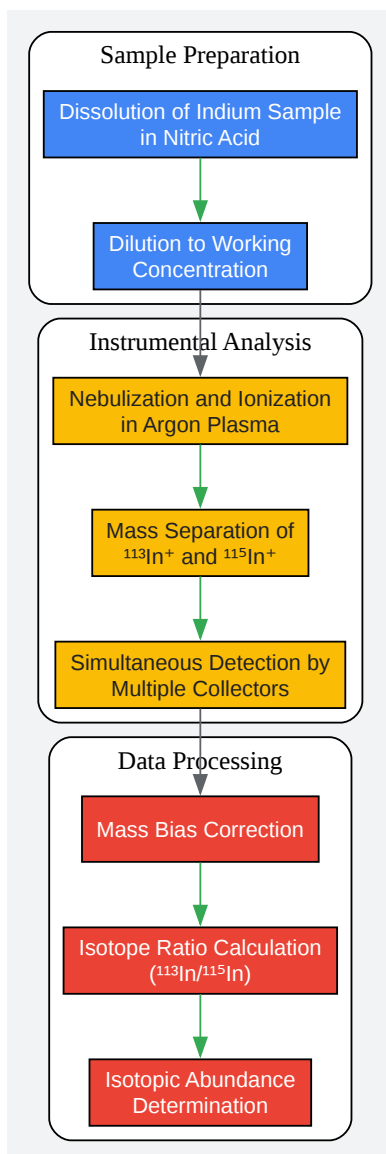 Sample Preparation
Dissolution of Indium Sample
in Nitric Acid
Dilution to Working
Concentration
Instrumental Analysis
Nebulization and Ionization
in Argon Plasma
Mass Separation of
¹¹³In⁺ and ¹¹⁵In⁺
Simultaneous Detection by
Multiple Collectors
Data Processing
Mass Bias Correction
Isotope Ratio Calculation
(¹¹³In/¹¹⁵In)
Isotopic Abundance
Determination